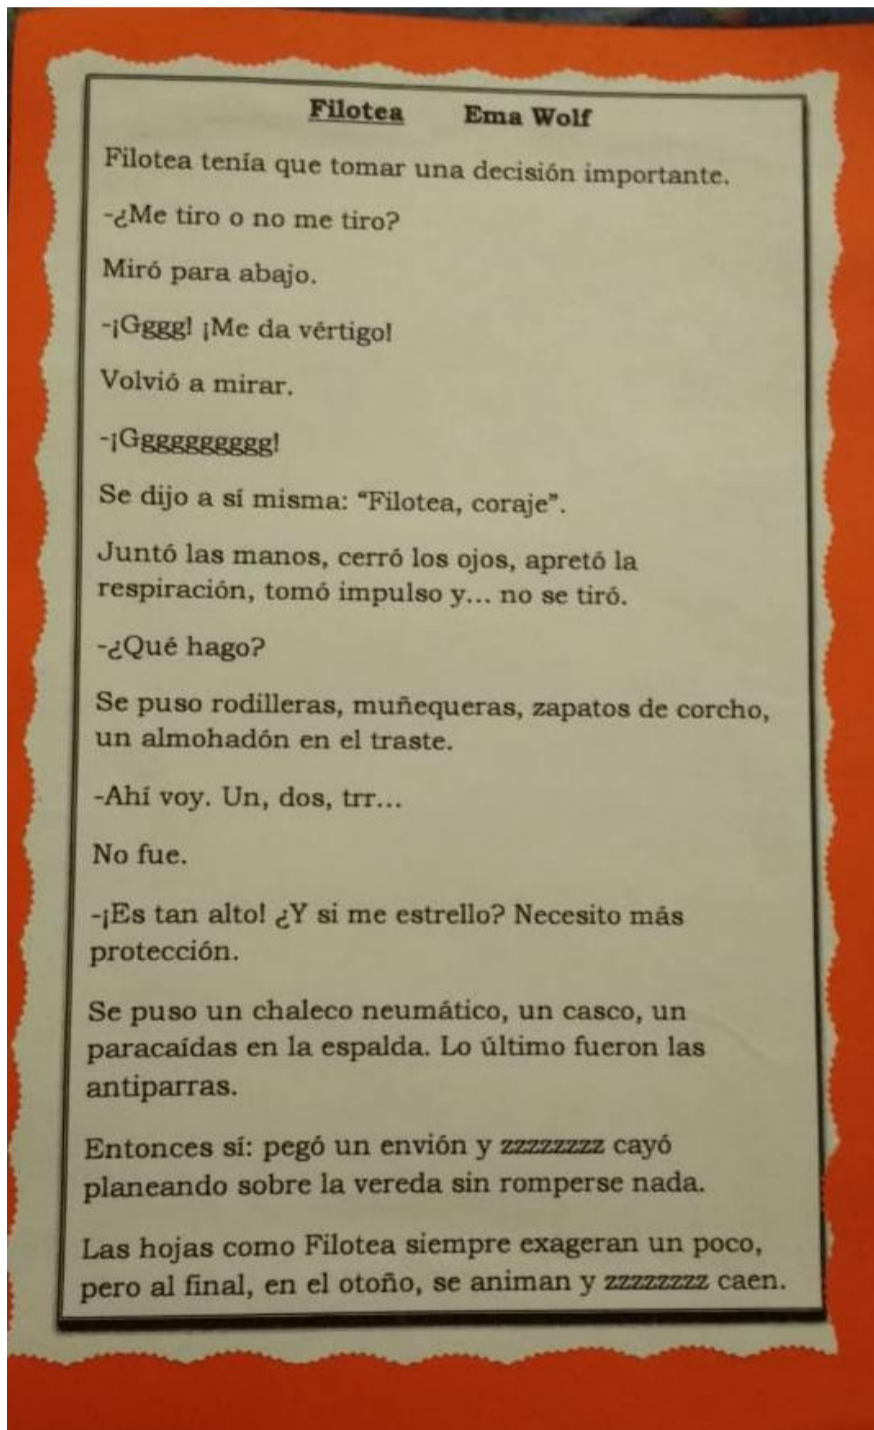 Filotea Ema Wolf
Filotea tenía que tomar una decisión importante.
-¿Me tiro o no me tiro?
Miró para abajo.
-¡Gggg! ¡Me da vértigo!
Volvió a mirar.
-¡Gggggggggg!
Se dijo a sí misma: “Filotea, coraje”.
Juntó las manos, cerró los ojos, apretó la
respiración, tomó impulso y... no se tiró.
-¿Qué hago?
Se puso rodilleras, muñequeras, zapatos de corcho,
un almohadón en el traste.
-Ahí voy. Un, dos, trr...
No fue.
-¡Es tan alto! ¿Y si me estrello? Necesito más
protección.
Se puso un chaleco neumático, un casco, un
paracaídas en la espalda. Lo último fueron las
antiparras.
Entonces sí: pegó un envión y zzzzzzzz cayó
planeando sobre la vereda sin romperse nada.
Las hojas como Filotea siempre exageran un poco,
pero al final, en el otoño, se animan y zzzzzzzz caen.